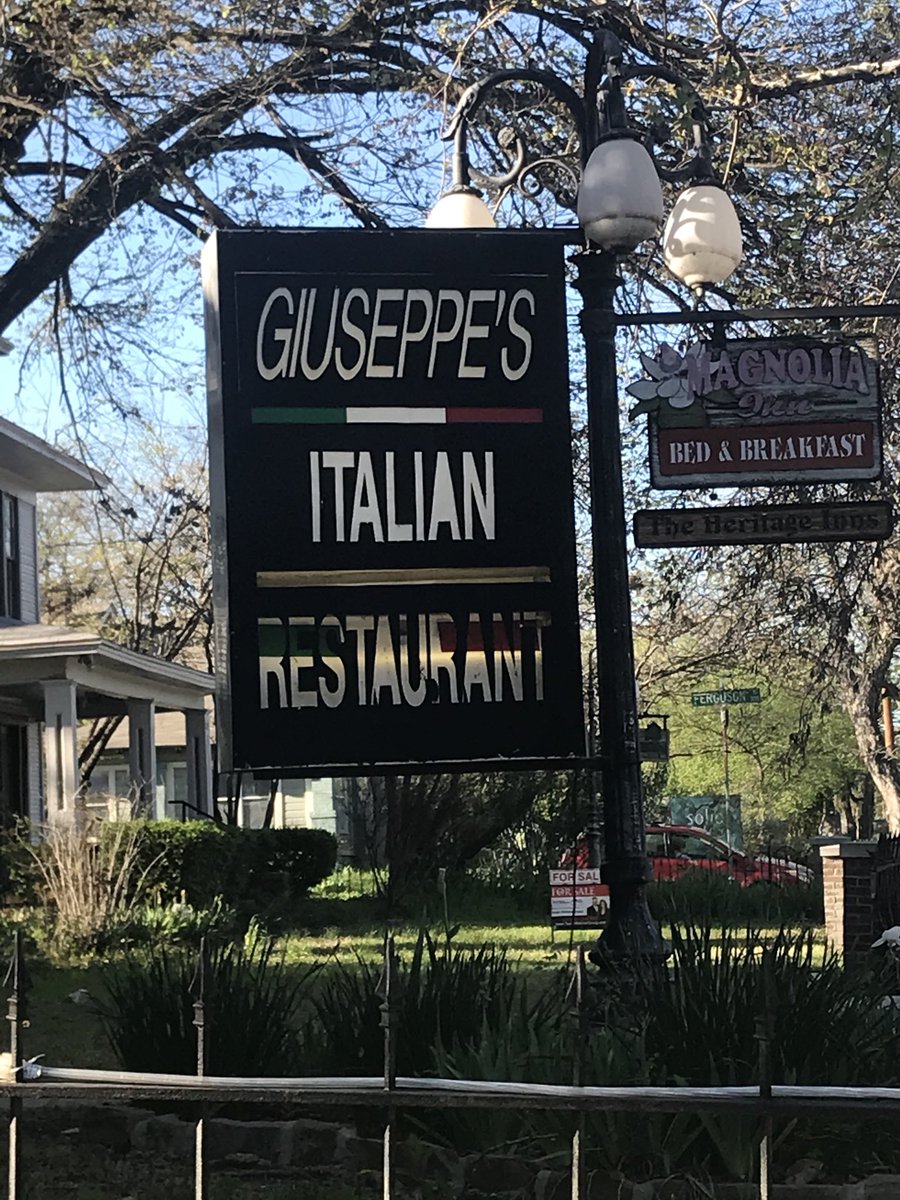 GIUSEPPE'S
ITALIAN
RESTAURANT
MAGNOLIA
Inn
BED & BREAKFAST
The Heritage Inns
FERGUSON
FOR SALE
FOR SALE